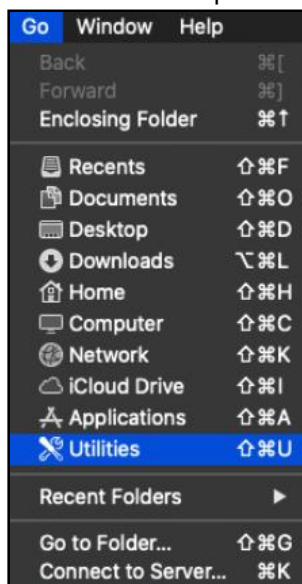 Go Window Help
Back ⌘[
Forward ⌘]
Enclosing Folder ⌘↑
Recents ⇧⌘F
Documents ⇧⌘O
Desktop ⇧⌘D
Downloads ⌥⌘L
Home ⇧⌘H
Computer ⇧⌘C
Network ⇧⌘K
iCloud Drive ⇧⌘I
Applications ⇧⌘A
Utilities ⇧⌘U
Recent Folders ▶
Go to Folder... ⇧⌘G
Connect to Server... ⌘K